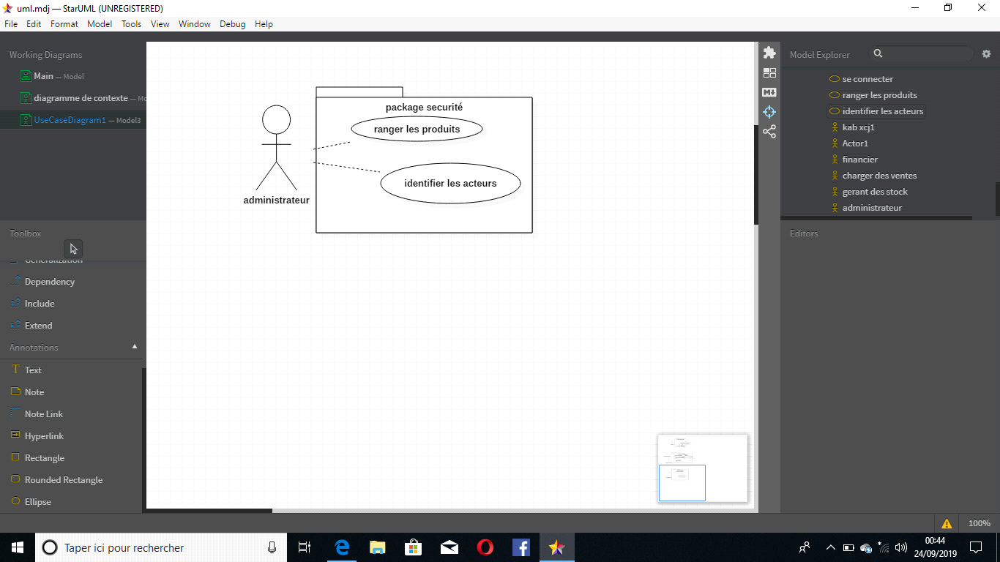 uml.mdj — StarUML (UNREGISTERED)
File Edit Format Model Tools View Window Debug Help
Working Diagrams
Main — Model
diagramme de contexte — Mo
UseCaseDiagram1 — Model3
Toolbox
Generalization
Dependency
Include
Extend
Annotations
Text
Note
Note Link
Hyperlink
Rectangle
Rounded Rectangle
Ellipse
package securité
ranger les produits
identifier les acteurs
administrateur
Model Explorer
se connecter
ranger les produits
identifier les acteurs
kab xcj1
Actor1
financier
charger des ventes
gerant des stock
administrateur
Editors
100%
Taper ici pour rechercher
00:44
24/09/2019